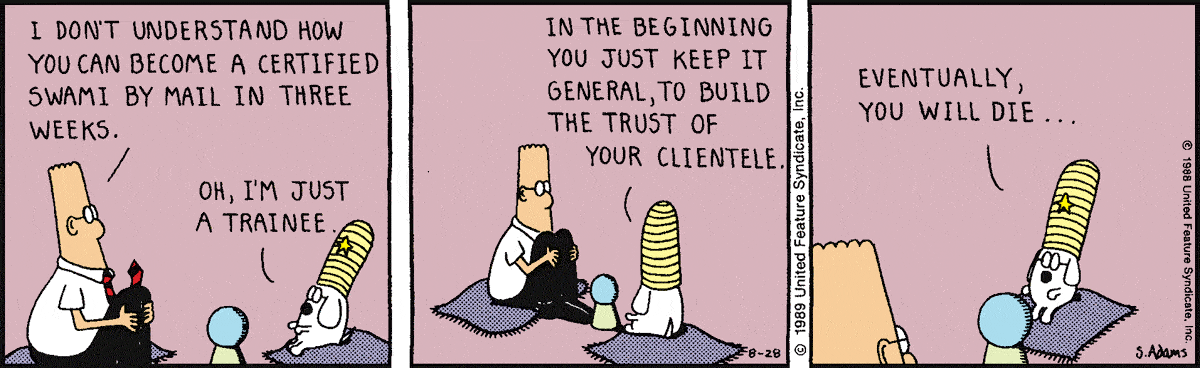 I DON'T UNDERSTAND HOW
YOU CAN BECOME A CERTIFIED
SWAMI BY MAIL IN THREE
WEEKS.
OH, I'M JUST
A TRAINEE.
IN THE BEGINNING
YOU JUST KEEP IT
GENERAL, TO BUILD
THE TRUST OF
YOUR CLIENTELE.
8-28
© 1989 United Feature Syndicate, Inc.
EVENTUALLY,
YOU WILL DIE ...
© 1988 United Feature Syndicate, Inc.
S.Adams